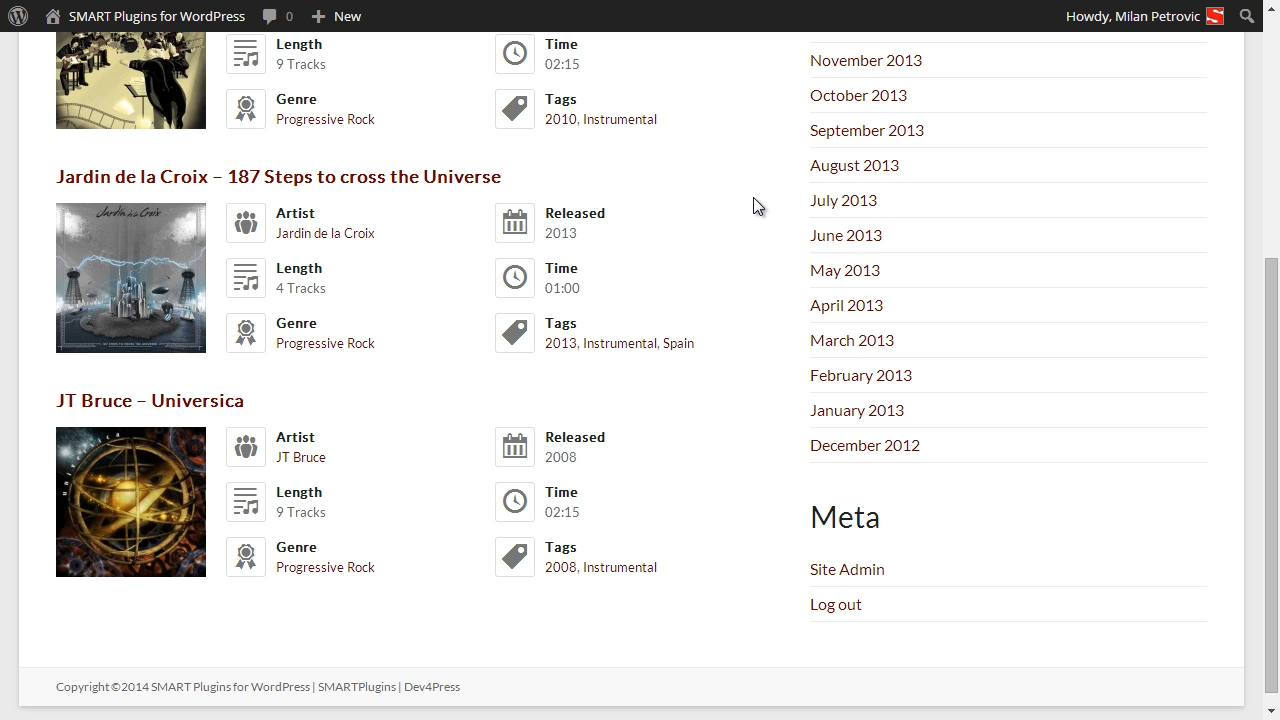 SMART Plugins for WordPress 0 New Howdy, Milan Petrovic
Length
9 Tracks
Time
02:15
Genre
Progressive Rock
Tags
2010, Instrumental
Jardin de la Croix – 187 Steps to cross the Universe
Jardin de la Croix
Artist
Jardin de la Croix
Released
2013
Length
4 Tracks
Time
01:00
Genre
Progressive Rock
Tags
2013, Instrumental, Spain
JT Bruce – Universica
universica
Artist
JT Bruce
Released
2008
Length
9 Tracks
Time
02:15
Genre
Progressive Rock
Tags
2008, Instrumental
November 2013
October 2013
September 2013
August 2013
July 2013
June 2013
May 2013
April 2013
March 2013
February 2013
January 2013
December 2012
Meta
Site Admin
Log out
Copyright ©2014 SMART Plugins for WordPress | SMARTPlugins | Dev4Press